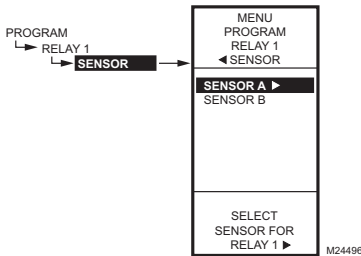 PROGRAM
RELAY 1
SENSOR
MENU
PROGRAM
RELAY 1
◄ SENSOR
SENSOR A ►
SENSOR B
SELECT
SENSOR FOR
RELAY 1 ►
M24496